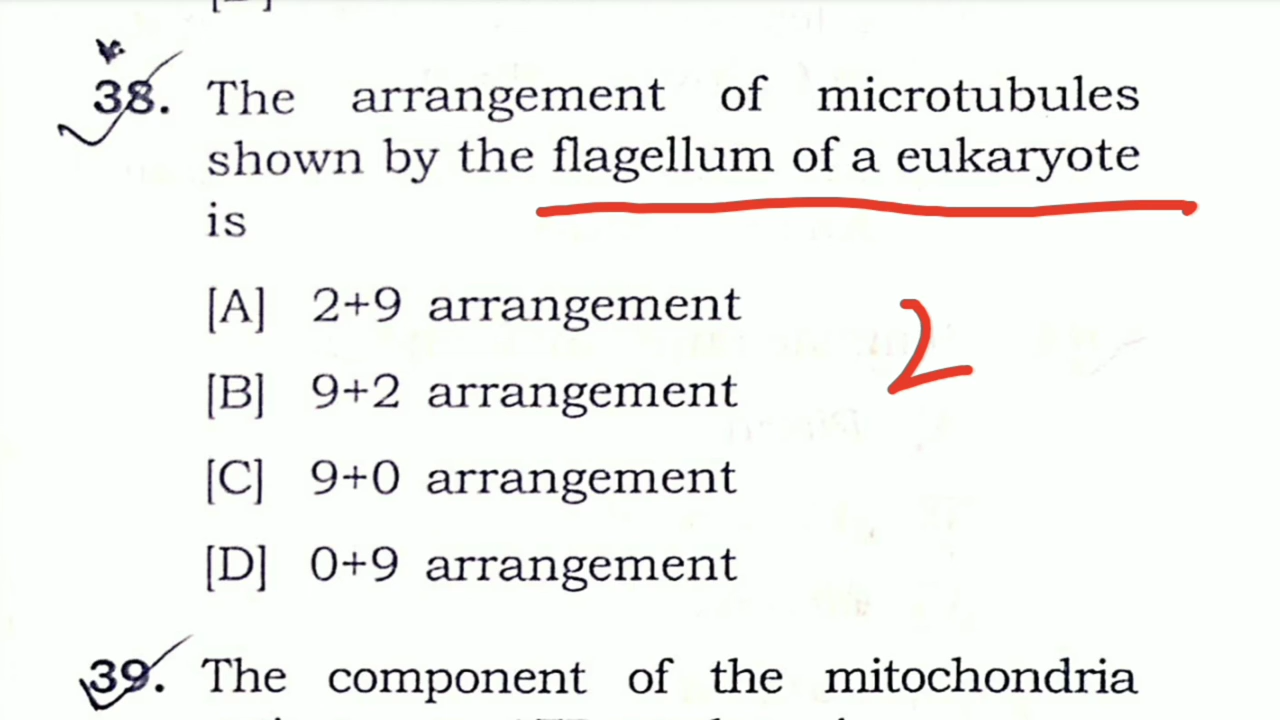 38. The arrangement of microtubules
shown by the flagellum of a eukaryote
is
[A] 2+9 arrangement
2
[B] 9+2 arrangement
[C] 9+0 arrangement
[D] 0+9 arrangement
39. The component of the mitochondria